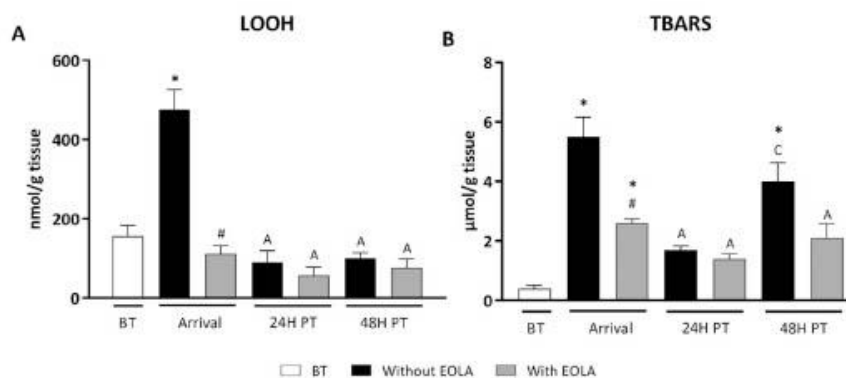 A
LOOH
600
400
200
0
nmol/g tissue
*
#
A
A
A
A
BT
Arrival
24H PT
48H PT
B
TBARS
8
6
4
2
0
µmol/g tissue
*
*
#
A
A
*
C
A
BT
Arrival
24H PT
48H PT
BT Without EOLA With EOLA